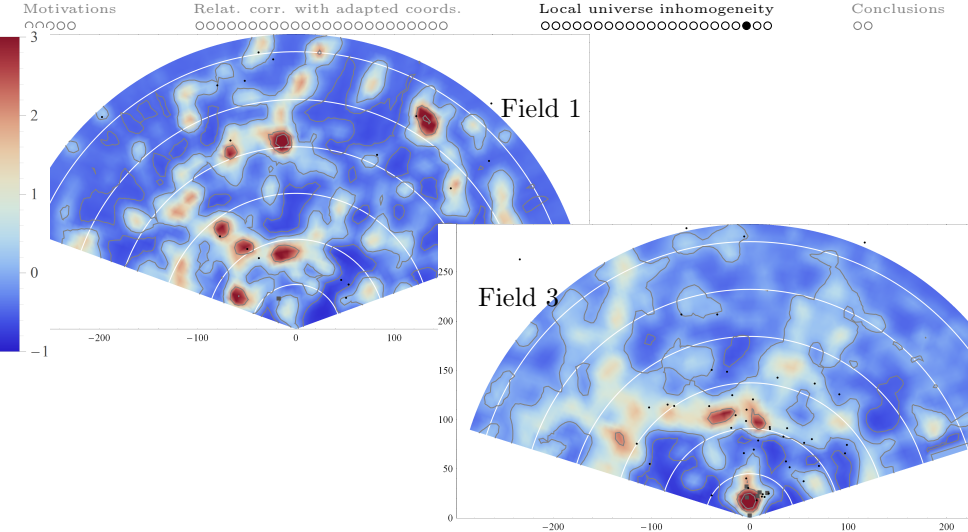 Motivations Relat. corr. with adapted coords. Local universe inhomogeneity Conclusions
3
2
1
0
−1
Field 1
−200 −100 0 100
Field 3
250
200
150
100
50
0
−200 −100 0 100 200